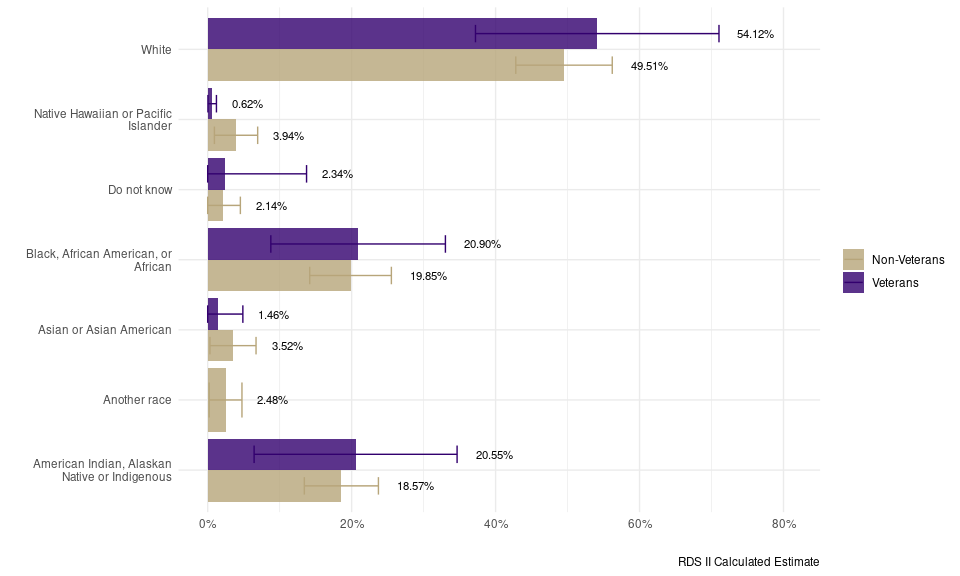 White
54.12%
49.51%
Native Hawaiian or Pacific
Islander
0.62%
3.94%
Do not know
2.34%
2.14%
Black, African American, or
African
20.90%
19.85%
Asian or Asian American
1.46%
3.52%
Another race
2.48%
American Indian, Alaskan
Native or Indigenous
20.55%
18.57%
0%
20%
40%
60%
80%
RDS II Calculated Estimate
Non-Veterans
Veterans